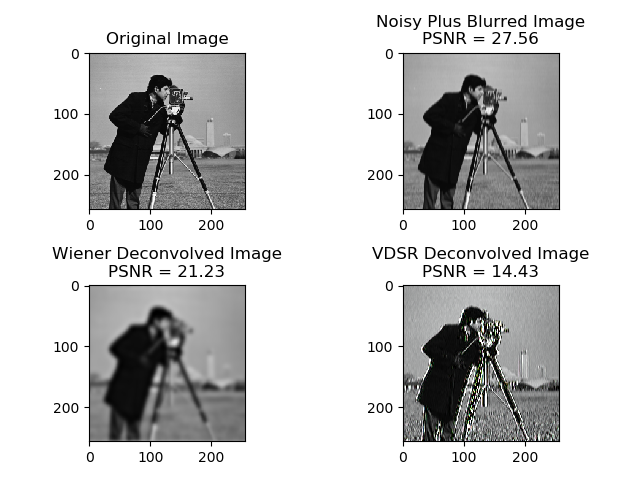 Original Image
0
100
200
0 100 200
Noisy Plus Blurred Image
PSNR = 27.56
0
100
200
0 100 200
Wiener Deconvolved Image
PSNR = 21.23
0
100
200
0 100 200
VDSR Deconvolved Image
PSNR = 14.43
0
100
200
0 100 200